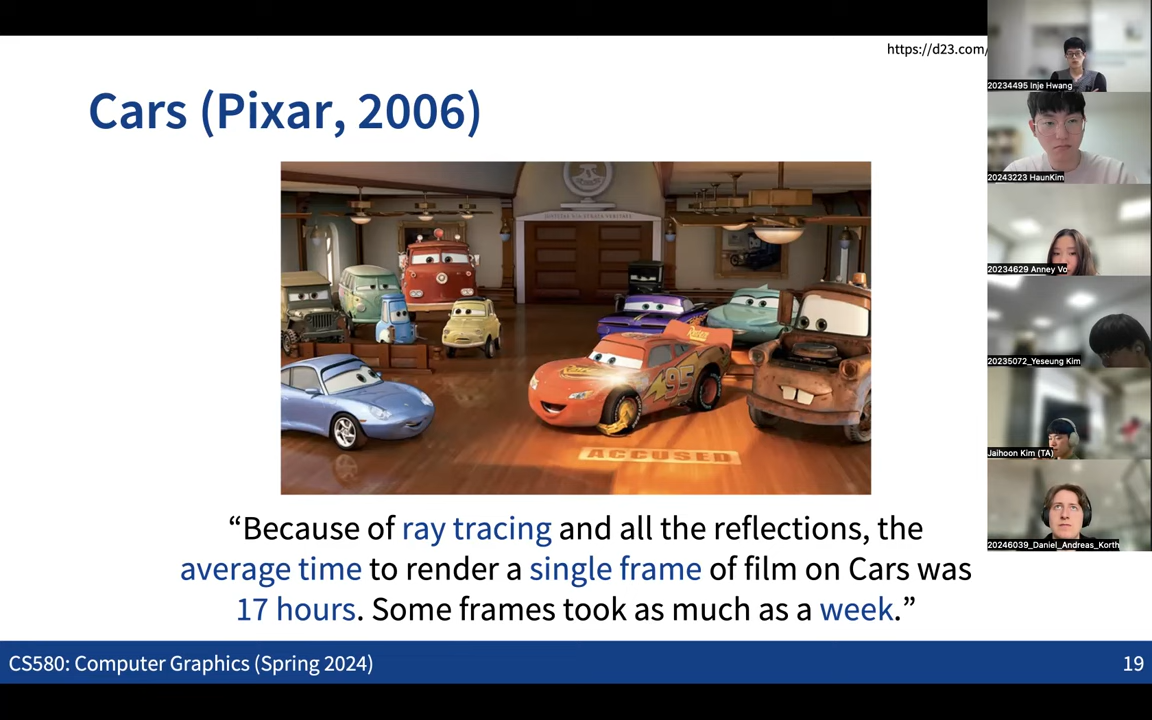 https://d23.com/
Cars (Pixar, 2006)
95
ACCUSED
“Because of ray tracing and all the reflections, the
average time to render a single frame of film on Cars was
17 hours. Some frames took as much as a week.”
CS580: Computer Graphics (Spring 2024)
19
20234495 Inje Hwang
20243223 HaunKim
20234629 Anney Vo
20235072_Yeseung Kim
Jaihoon Kim (TA)
20246039_Daniel_Andreas_Korth